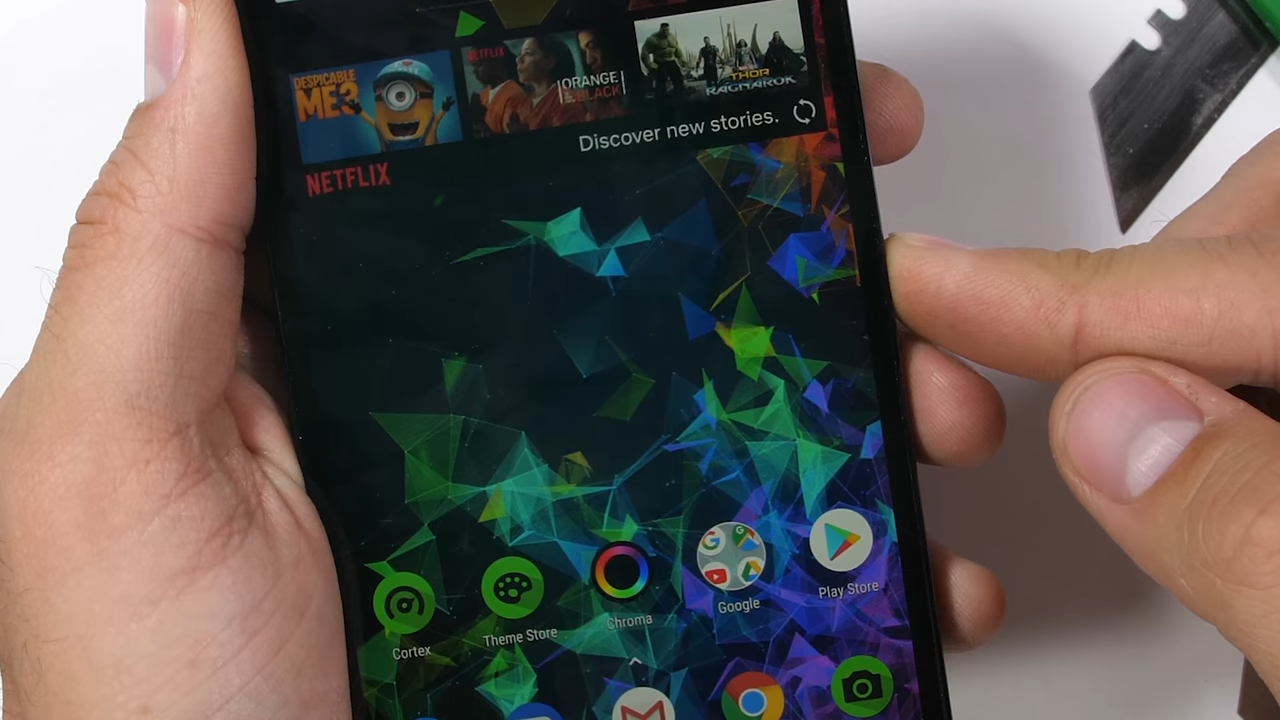 DESPICABLE
ME3
NETFLIX
ORANGE
BLACK
THOR
RAGNAROK
Discover new stories.
NETFLIX
Cortex
Theme Store
Chroma
Google
Play Store